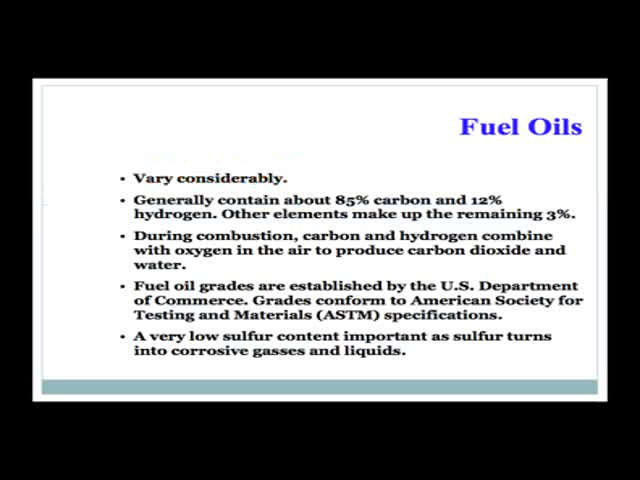 Fuel Oils
• Vary considerably.
• Generally contain about 85% carbon and 12%
hydrogen. Other elements make up the remaining 3%.
• During combustion, carbon and hydrogen combine
with oxygen in the air to produce carbon dioxide and
water.
• Fuel oil grades are established by the U.S. Department
of Commerce. Grades conform to American Society for
Testing and Materials (ASTM) specifications.
• A very low sulfur content important as sulfur turns
into corrosive gasses and liquids.